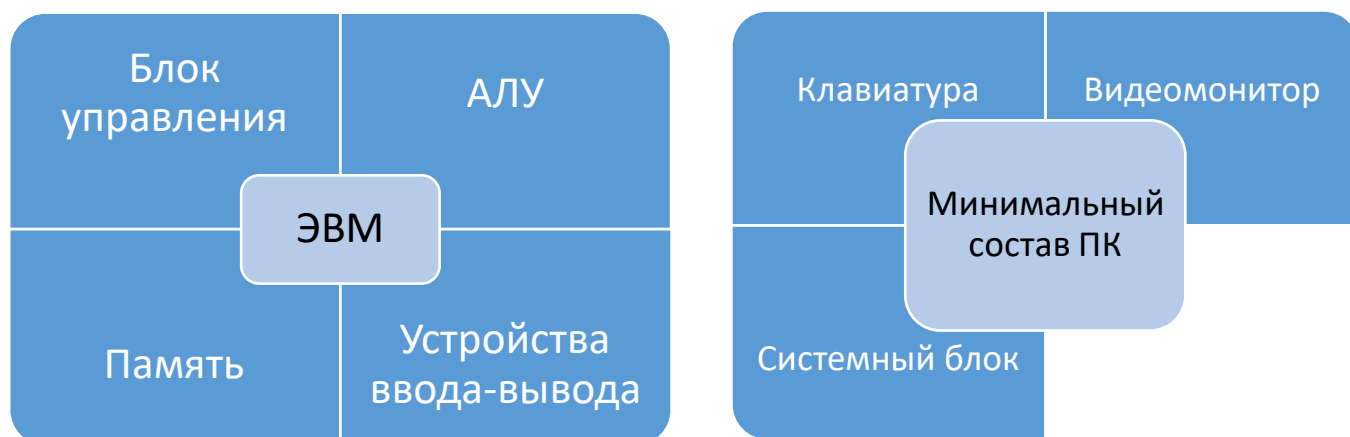 Блок
управления
АЛУ
ЭВМ
Память
Устройства
ввода-вывода
Клавиатура
Видеомонитор
Минимальный
состав ПК
Системный блок